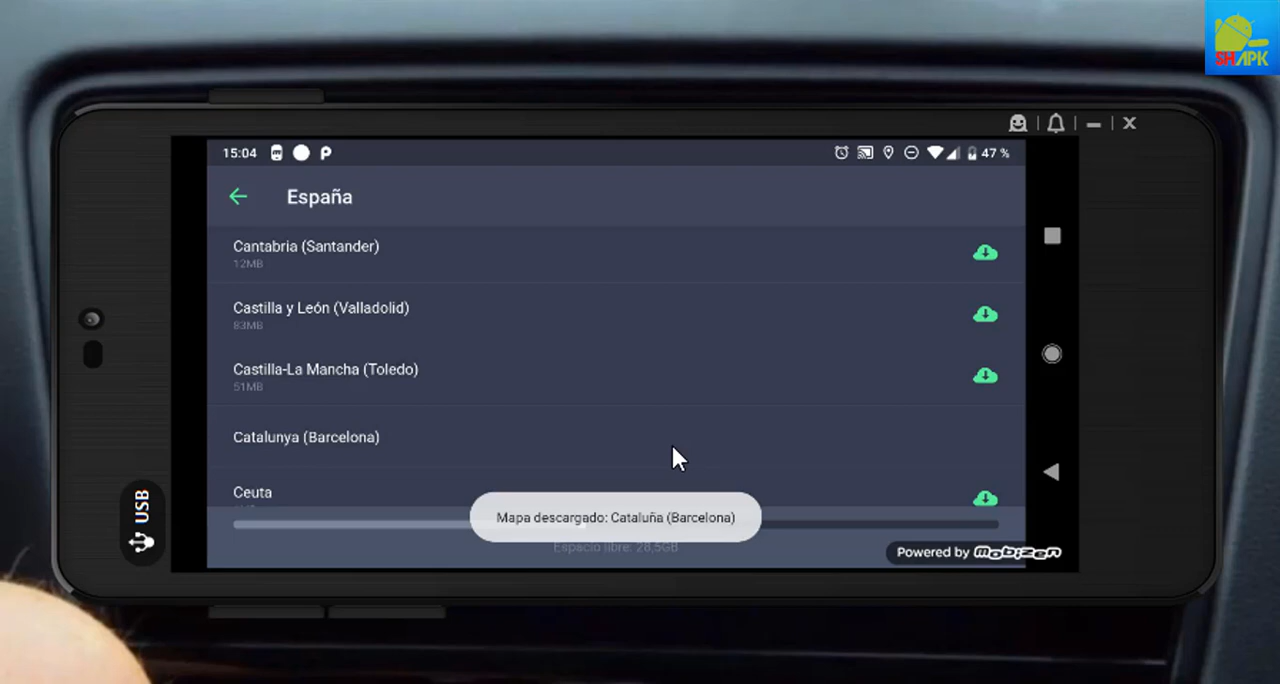 SHAPK
15:04
47 %
España
Cantabria (Santander)
12MB
Castilla y León (Valladolid)
83MB
Castilla-La Mancha (Toledo)
51MB
Catalunya (Barcelona)
Ceuta
Mapa descargado: Cataluña (Barcelona)
Espacio libre: 28,5GB
Powered by mobizen
USB